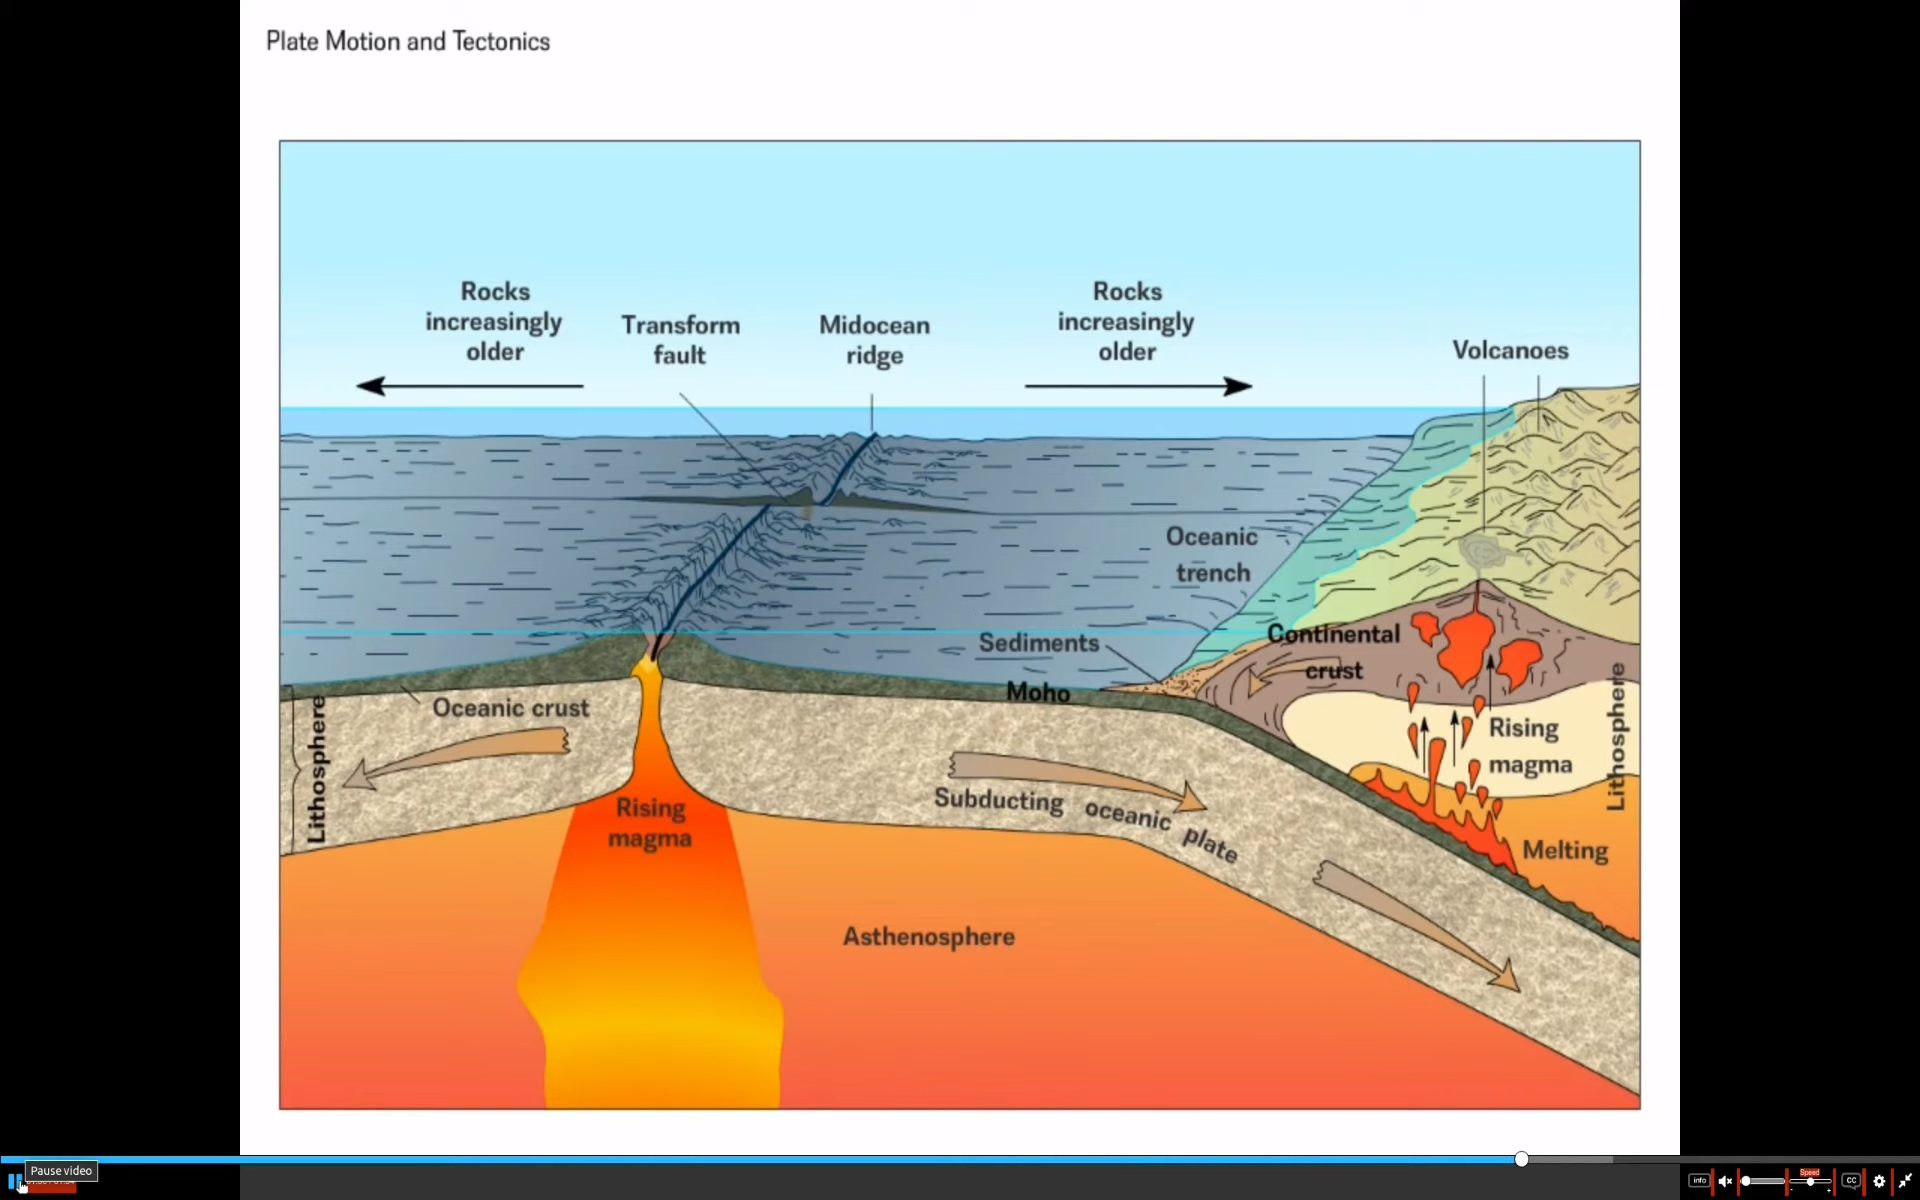 Plate Motion and Tectonics
Rocks
increasingly
older
Transform
fault
Midocean
ridge
Rocks
increasingly
older
Volcanoes
Oceanic
trench
Sediments
Continental
crust
Moho
Oceanic crust
Lithosphere
Rising
magma
Subducting oceanic plate
Rising
magma
Lithosphere
Melting
Asthenosphere
Pause video
info
Speed
CC